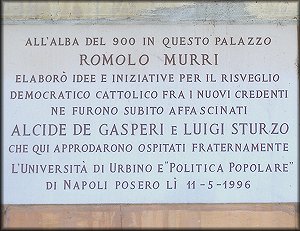 ALL'ALBA DEL 900 IN QUESTO PALAZZO
ROMOLO MURRI
ELABORÒ IDEE E INIZIATIVE PER IL RISVEGLIO
DEMOCRATICO CATTOLICO FRA I NUOVI CREDENTI
NE FURONO SUBITO AFFASCINATI
ALCIDE DE GASPERI E LUIGI STURZO
CHE QUI APPRODARONO OSPITATI FRATERNAMENTE
L'UNIVERSITÀ DI URBINO E "POLITICA POPOLARE"
DI NAPOLI POSERO LÌ 11-5-1996